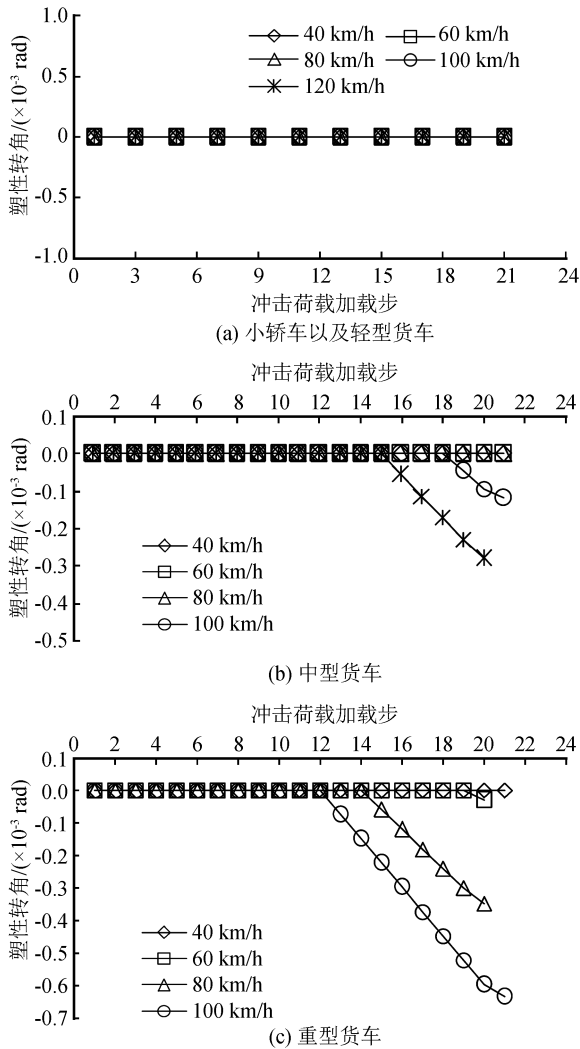 40 km/h 60 km/h
80 km/h 100 km/h
120 km/h
塑性转角/(×10⁻³ rad)
1.0
0.5
0
-0.5
-1.0
0 3 6 9 12 15 18 21 24
冲击荷载加载步
(a) 小轿车以及轻型货车
冲击荷载加载步
0 2 4 6 8 10 12 14 16 18 20 22 24
塑性转角/(×10⁻³ rad)
0.1
0.0
-0.1
-0.2
-0.3
-0.4
-0.5
40 km/h
60 km/h
80 km/h
100 km/h
(b) 中型货车
冲击荷载加载步
0 2 4 6 8 10 12 14 16 18 20 22 24
塑性转角/(×10⁻³ rad)
0.1
0.0
-0.1
-0.2
-0.3
-0.4
-0.5
-0.6
-0.7
40 km/h
60 km/h
80 km/h
100 km/h
(c) 重型货车